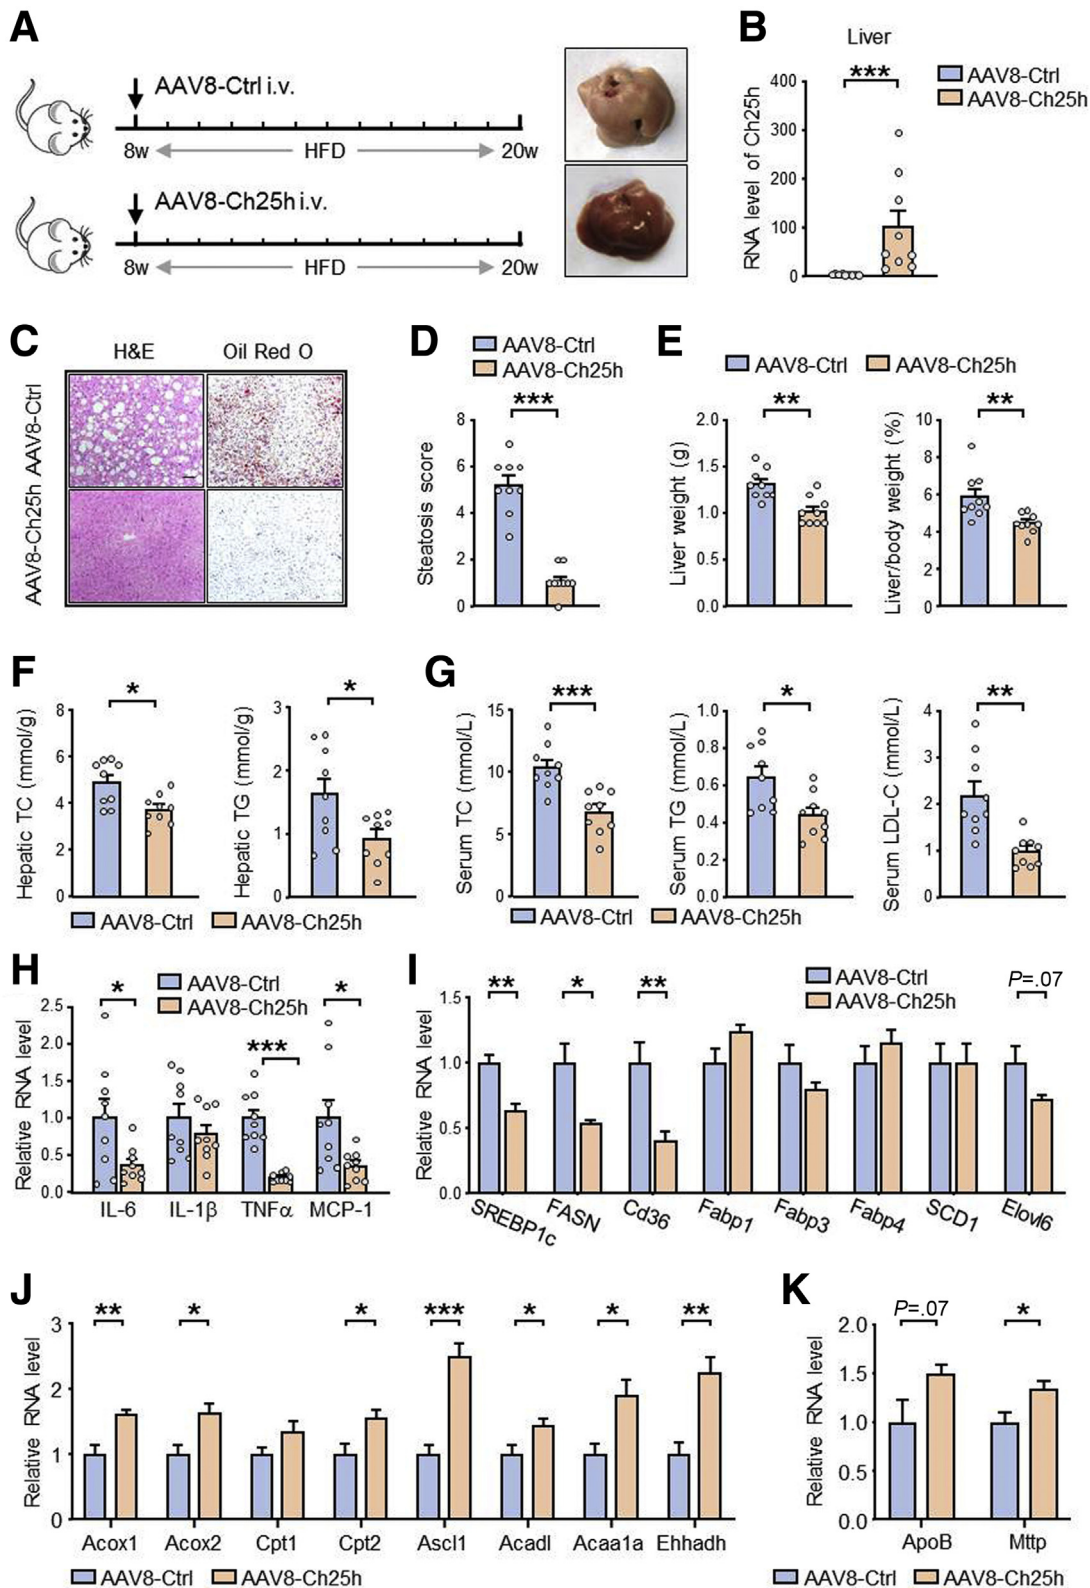 A
AAV8-Ctrl i.v.
8w
HFD
20w
AAV8-Ch25h i.v.
8w
HFD
20w
B
Liver
AAV8-Ctrl
AAV8-Ch25h
***
RNA level of Ch25h
400
300
200
100
0
C
H&E
Oil Red O
AAV8-Ctrl
AAV8-Ch25h
D
AAV8-Ctrl
AAV8-Ch25h
***
Steatosis score
8
6
4
2
0
E
AAV8-Ctrl
AAV8-Ch25h
**
Liver weight (g)
2.0
1.5
1.0
0.5
0.0
**
Liver/body weight (%)
10
8
6
4
2
0
F
*
Hepatic TC (mmol/g)
8
6
4
2
0
*
Hepatic TG (mmol/g)
3
2
1
0
AAV8-Ctrl
AAV8-Ch25h
G
***
Serum TC (mmol/L)
15
10
5
0
*
Serum TG (mmol/L)
1.0
0.8
0.6
0.4
0.2
0.0
**
Serum LDL-C (mmol/L)
4
3
2
1
0
AAV8-Ctrl
AAV8-Ch25h
H
AAV8-Ctrl
AAV8-Ch25h
*
***
*
Relative RNA level
2.5
2.0
1.5
1.0
0.5
0.0
IL-6
IL-1β
TNFα
MCP-1
I
AAV8-Ctrl
AAV8-Ch25h
**
*
**
P=.07
Relative RNA level
1.5
1.0
0.5
0.0
SREBP1c
FASN
Cd36
Fabp1
Fabp3
Fabp4
SCD1
Elovl6
J
**
*
*
***
*
*
**
Relative RNA level
3
2
1
0
Acox1
Acox2
Cpt1
Cpt2
Ascl1
Acadl
Acaa1a
Ehhadh
AAV8-Ctrl
AAV8-Ch25h
K
P=.07
*
Relative RNA level
2.0
1.5
1.0
0.5
0.0
ApoB
Mttp
AAV8-Ctrl
AAV8-Ch25h